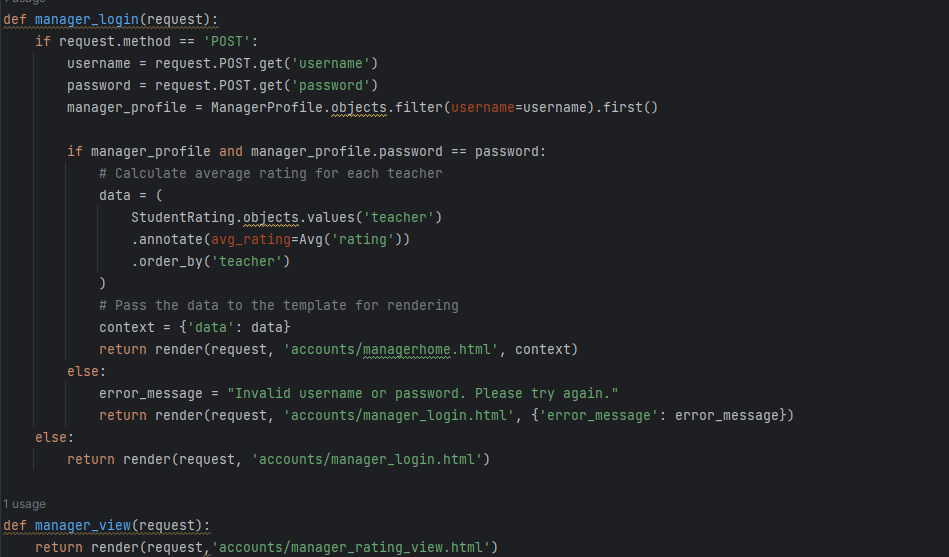 1 usage
def manager_login(request):
    if request.method == 'POST':
        username = request.POST.get('username')
        password = request.POST.get('password')
        manager_profile = ManagerProfile.objects.filter(username=username).first()
        if manager_profile and manager_profile.password == password:
            # Calculate average rating for each teacher
            data = (
                StudentRating.objects.values('teacher')
                .annotate(avg_rating=Avg('rating'))
                .order_by('teacher')
            )
            # Pass the data to the template for rendering
            context = {'data': data}
            return render(request, 'accounts/managerhome.html', context)
        else:
            error_message = "Invalid username or password. Please try again."
            return render(request, 'accounts/manager_login.html', {'error_message': error_message})
    else:
        return render(request, 'accounts/manager_login.html')
1 usage
def manager_view(request):
    return render(request,'accounts/manager_rating_view.html')